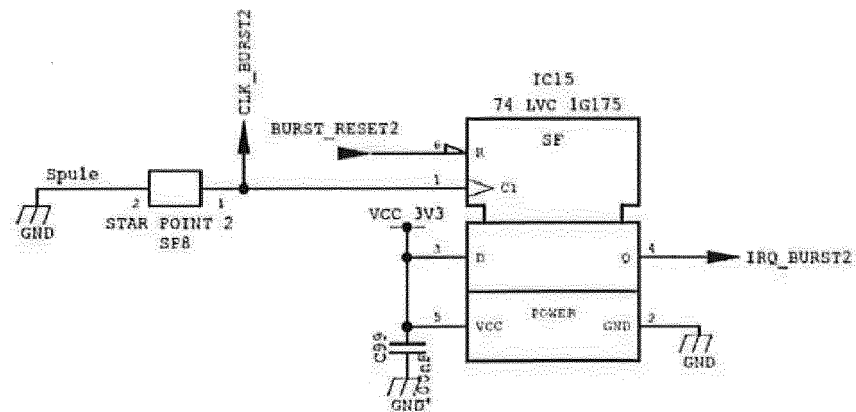 CLK_BURST2
IC15
74 LVC 1G175
BURST_RESET2
6
R
SF
Spule
2
1
1
C1
GND
STAR POINT 2
SP8
VCC_3V3
3
D
Q
4
IRQ_BURST2
5
VCC
POWER
GND
2
C99
GND
GND